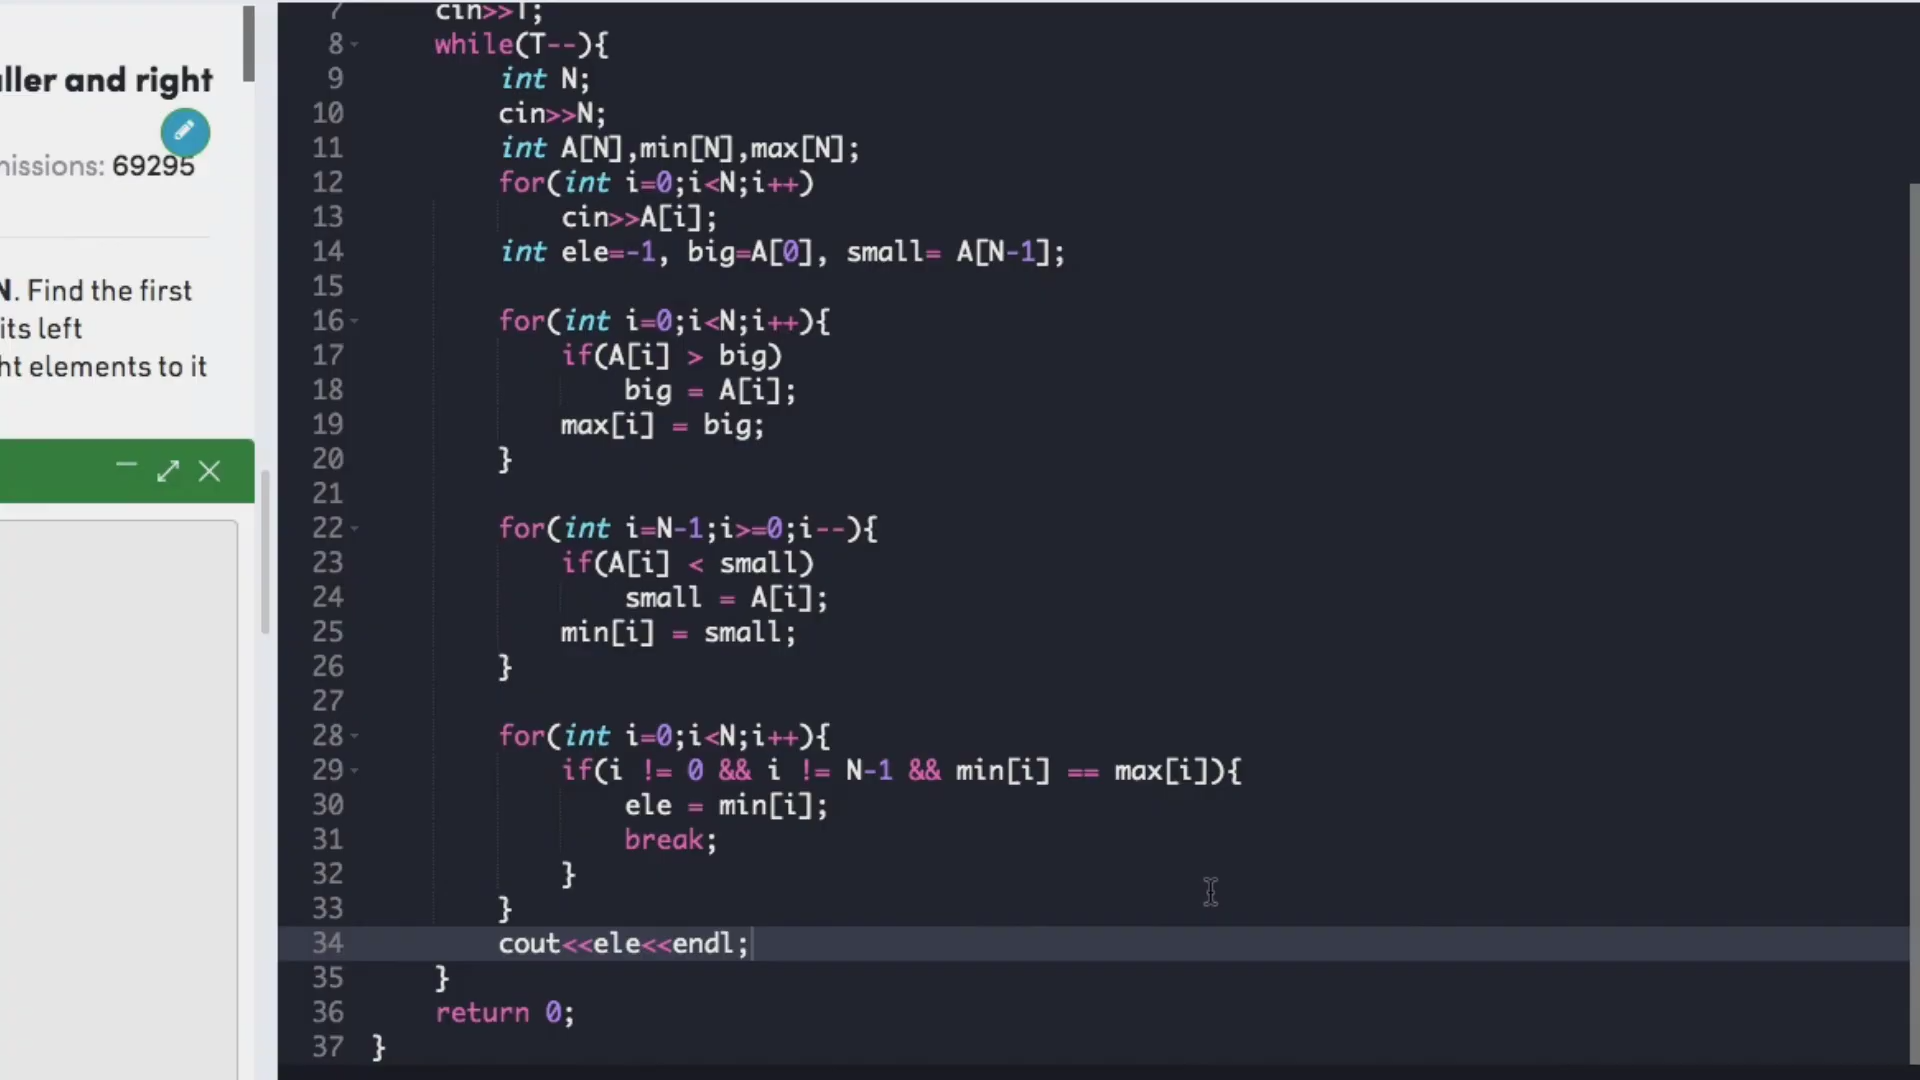 ller and right
missions: 69295
N. Find the first
its left
ht elements to it
7 cin>>T;
8 while(T--){
9 int N;
10 cin>>N;
11 int A[N],min[N],max[N];
12 for(int i=0;i<N;i++)
13 cin>>A[i];
14 int ele=-1, big=A[0], small= A[N-1];
15
16 for(int i=0;i<N;i++){
17 if(A[i] > big)
18 big = A[i];
19 max[i] = big;
20 }
21
22 for(int i=N-1;i>=0;i--){
23 if(A[i] < small)
24 small = A[i];
25 min[i] = small;
26 }
27
28 for(int i=0;i<N;i++){
29 if(i != 0 && i != N-1 && min[i] == max[i]){
30 ele = min[i];
31 break;
32 }
33 }
34 cout<<ele<<endl;
35 }
36 return 0;
37 }